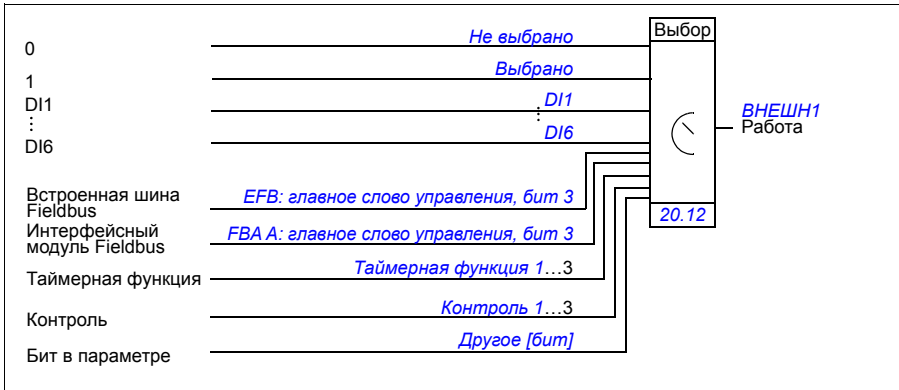 0 Не выбрано
1 Выбрано
DI1 DI1
⋮ ⋮
DI6 DI6
Встроенная шина
Fieldbus
EFB: главное слово управления, бит 3
Интерфейсный
модуль Fieldbus
FBA A: главное слово управления, бит 3
Таймерная функция Таймерная функция 1…3
Контроль Контроль 1…3
Бит в параметре Другое [бит]
Выбор
20.12
ВНЕШН1
Работа